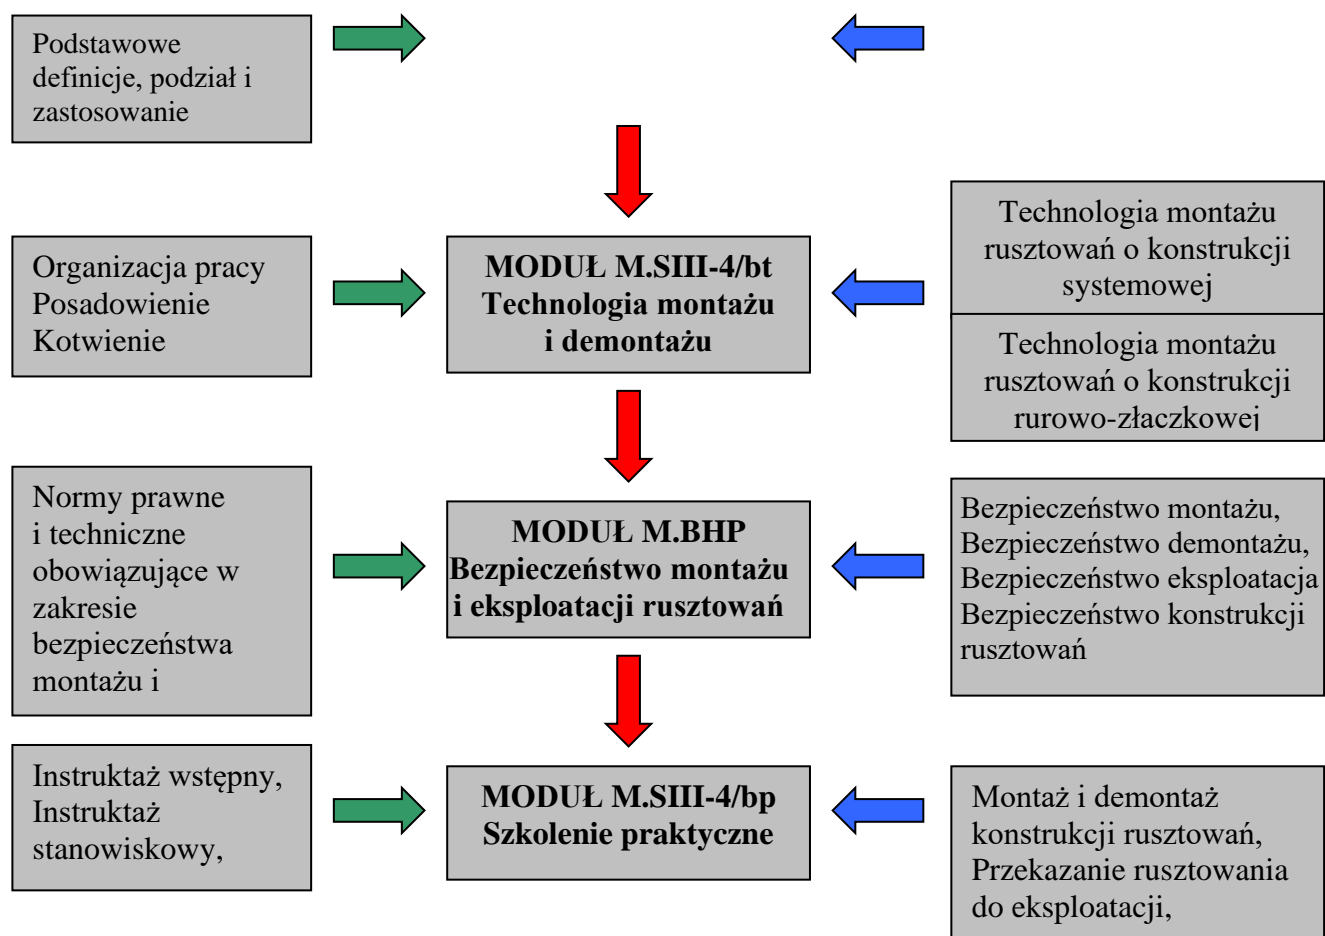 Podstawowe
definicje, podział i
zastosowanie
Organizacja pracy
Posadowienie
Kotwienie
MODUŁ M.SIII-4/bt
Technologia montażu
i demontażu
Technologia montażu
rusztowań o konstrukcji
systemowej
Technologia montażu
rusztowań o konstrukcji
rurowo-złaczkowej
Normy prawne
i techniczne
obowiązujące w
zakresie
bezpieczeństwa
montażu i
MODUŁ M.BHP
Bezpieczeństwo montażu
i eksploatacji rusztowań
Bezpieczeństwo montażu,
Bezpieczeństwo demontażu,
Bezpieczeństwo eksploatacja
Bezpieczeństwo konstrukcji
rusztowań
Instruktaż wstępny,
Instruktaż
stanowiskowy,
MODUŁ M.SIII-4/bp
Szkolenie praktyczne
Montaż i demontaż
konstrukcji rusztowań,
Przekazanie rusztowania
do eksploatacji,